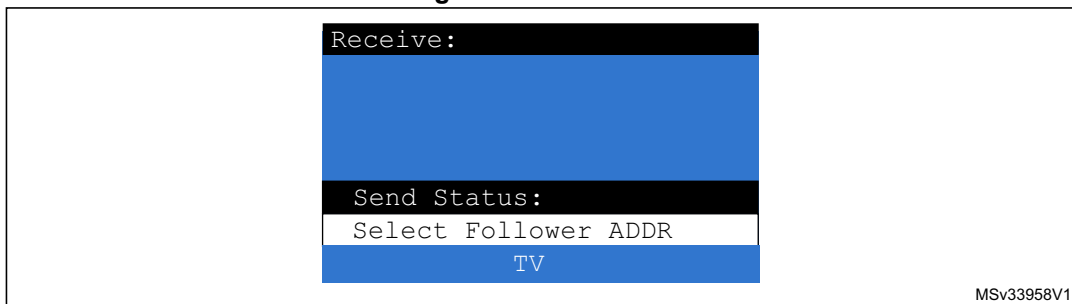 Receive:
Send Status:
Select Follower ADDR
TV
MSv33958V1